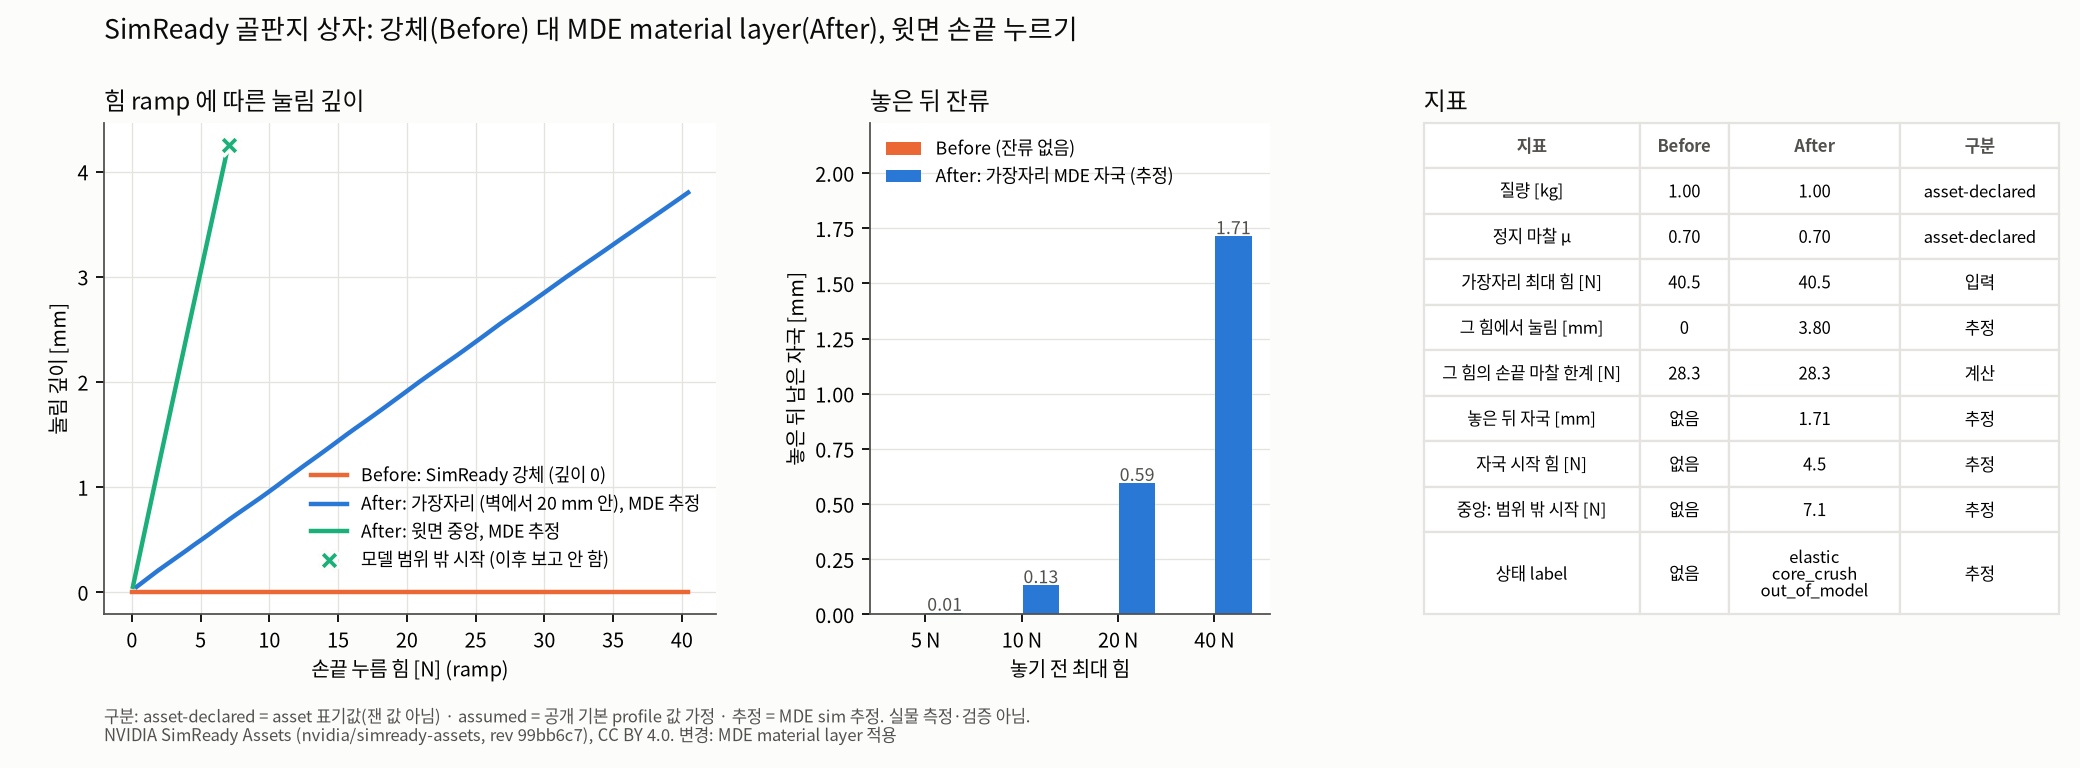 SimReady 골판지 상자: 강체(Before) 대 MDE material layer(After), 윗면 손끝 누르기
힘 ramp 에 따른 눌림 깊이
눌림 깊이 [mm]
4
3
2
1
0
Before: SimReady 강체 (깊이 0)
After: 가장자리 (벽에서 20 mm 안), MDE 추정
After: 윗면 중앙, MDE 추정
모델 범위 밖 시작 (이후 보고 안 함)
0 5 10 15 20 25 30 35 40
손끝 누름 힘 [N] (ramp)
놓은 뒤 잔류
놓은 뒤 남은 자국 [mm]
Before (잔류 없음)
After: 가장자리 MDE 자국 (추정)
2.00
1.75
1.50
1.25
1.00
0.75
0.50
0.25
0.00
0.01 0.13 0.59 1.71
5 N 10 N 20 N 40 N
놓기 전 최대 힘
지표
지표 Before After 구분
질량 [kg] 1.00 1.00 asset-declared
정지 마찰 μ 0.70 0.70 asset-declared
가장자리 최대 힘 [N] 40.5 40.5 입력
그 힘에서 눌림 [mm] 0 3.80 추정
그 힘의 손끝 마찰 한계 [N] 28.3 28.3 계산
놓은 뒤 자국 [mm] 없음 1.71 추정
자국 시작 힘 [N] 없음 4.5 추정
중앙: 범위 밖 시작 [N] 없음 7.1 추정
상태 label 없음 elastic core_crush out_of_model 추정
구분: asset-declared = asset 표기값(잰 값 아님) · assumed = 공개 기본 profile 값 가정 · 추정 = MDE sim 추정. 실물 측정·검증 아님.
NVIDIA SimReady Assets (nvidia/simready-assets, rev 99bb6c7), CC BY 4.0. 변경: MDE material layer 적용